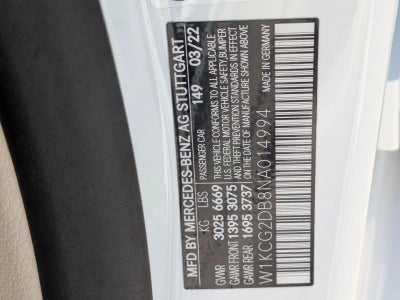 MFD BY MERCEDES-BENZ AG STUTTGART
PASSENGER CAR 149 03/22
THIS VEHICLE CONFORMS TO ALL APPLICABLE
U.S. FEDERAL MOTOR VEHICLE SAFETY, BUMPER
AND THEFT PREVENTION STANDARDS IN EFFECT
ON THE DATE OF MANUFACTURE SHOWN ABOVE
KG LBS
GVWR 3025 6669
GAWR FRONT 1395 3075
GAWR REAR 1695 3737
MADE IN GERMANY
W1KCG2DB8NA014994